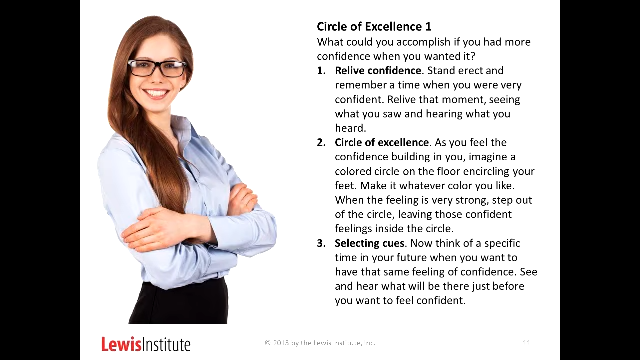 Circle of Excellence 1
What could you accomplish if you had more
confidence when you wanted it?
1. Relive confidence. Stand erect and
remember a time when you were very
confident. Relive that moment, seeing
what you saw and hearing what you
heard.
2. Circle of excellence. As you feel the
confidence building in you, imagine a
colored circle on the floor encircling your
feet. Make it whatever color you like.
When the feeling is very strong, step out
of the circle, leaving those confident
feelings inside the circle.
3. Selecting cues. Now think of a specific
time in your future when you want to
have that same feeling of confidence. See
and hear what will be there just before
you want to feel confident.
LewisInstitute
by the Lewis Institute, Inc.